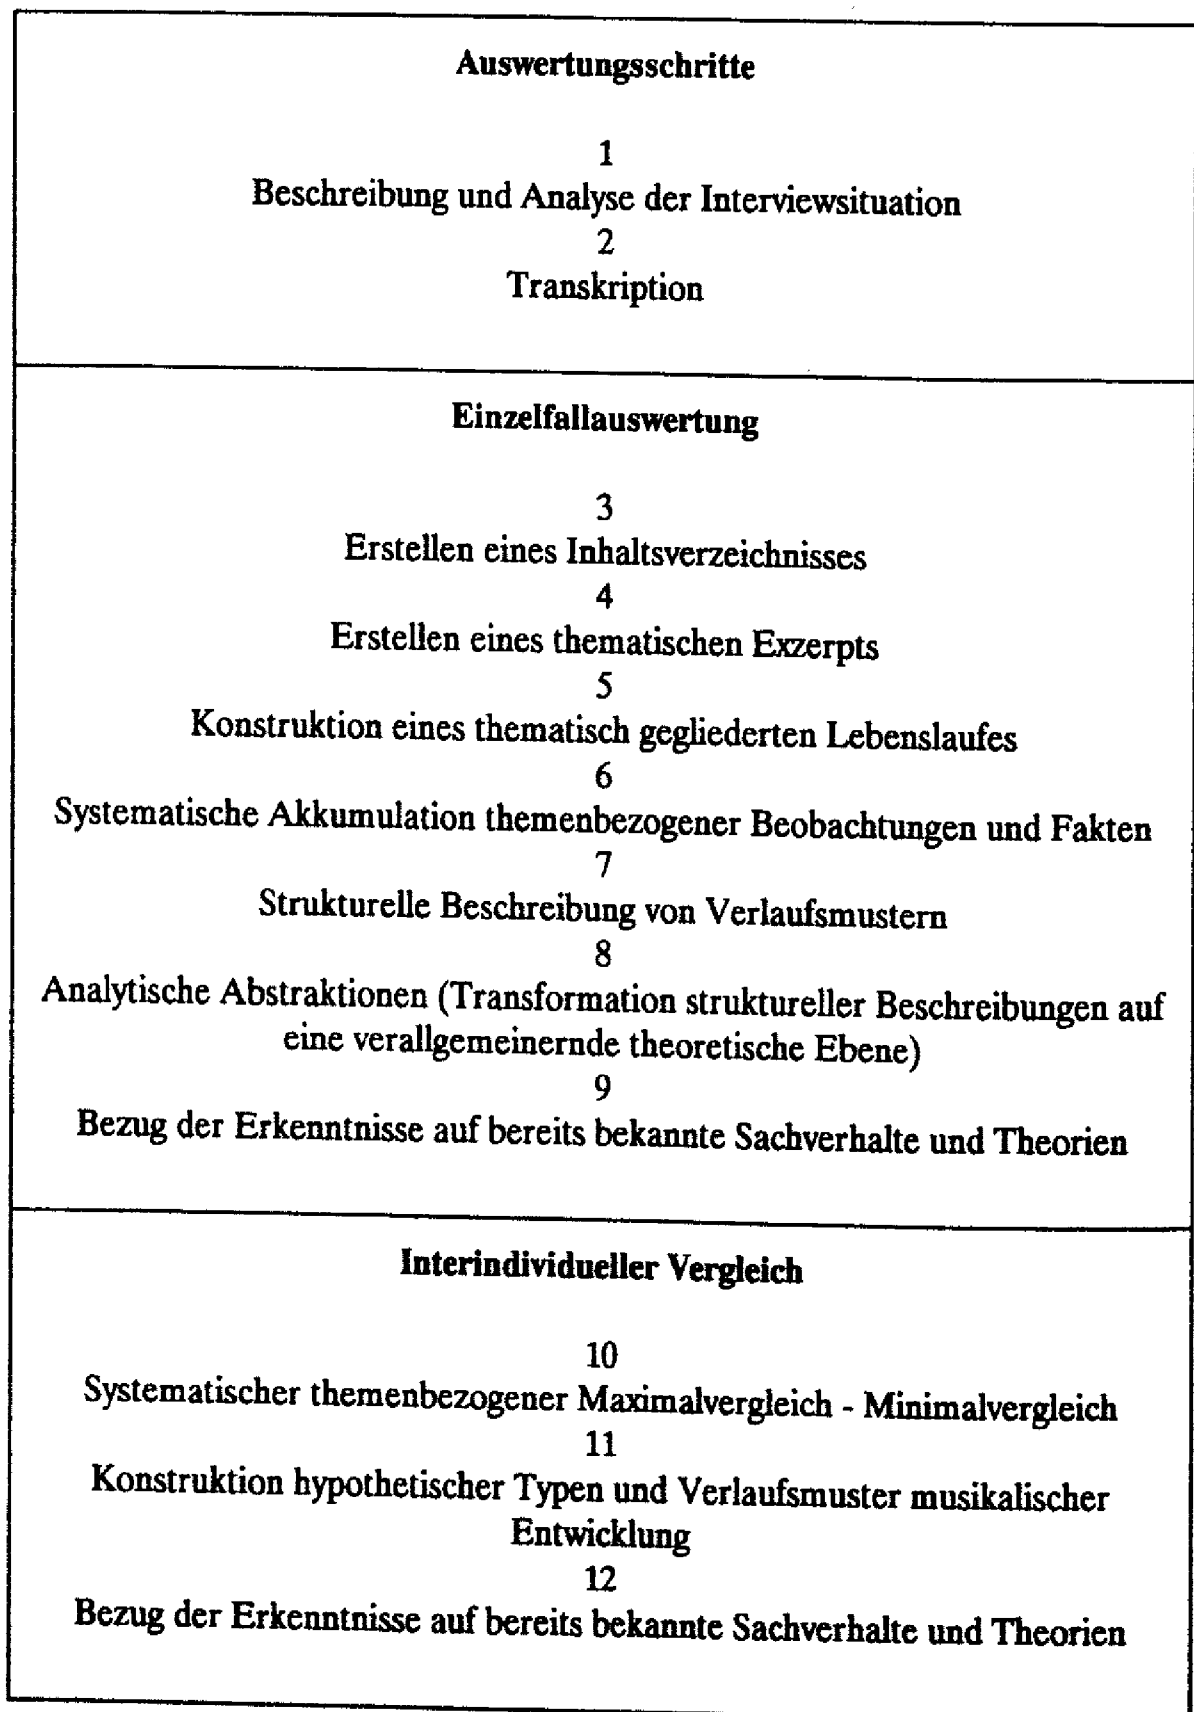 Auswertungsschritte
1
Beschreibung und Analyse der Interviewsituation
2
Transkription
Einzelfallauswertung
3
Erstellen eines Inhaltsverzeichnisses
4
Erstellen eines thematischen Exzerpts
5
Konstruktion eines thematisch gegliederten Lebenslaufes
6
Systematische Akkumulation themenbezogener Beobachtungen und Fakten
7
Strukturelle Beschreibung von Verlaufsmustern
8
Analytische Abstraktionen (Transformation struktureller Beschreibungen auf
eine verallgemeinernde theoretische Ebene)
9
Bezug der Erkenntnisse auf bereits bekannte Sachverhalte und Theorien
Interindividueller Vergleich
10
Systematischer themenbezogener Maximalvergleich - Minimalvergleich
11
Konstruktion hypothetischer Typen und Verlaufsmuster musikalischer
Entwicklung
12
Bezug der Erkenntnisse auf bereits bekannte Sachverhalte und Theorien